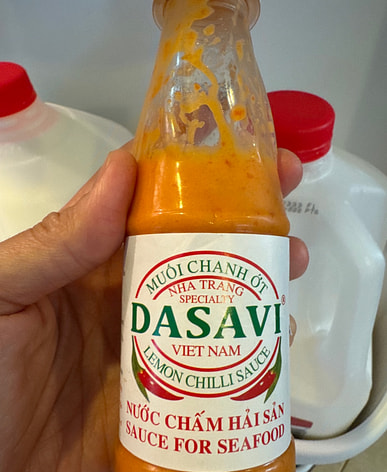 MUỐI CHANH ỚT
NHA TRANG
SPECIALTY
DASAVI®
VIET NAM
LEMON CHILLI SAUCE
NƯỚC CHẤM HẢI SẢN
SAUCE FOR SEAFOOD